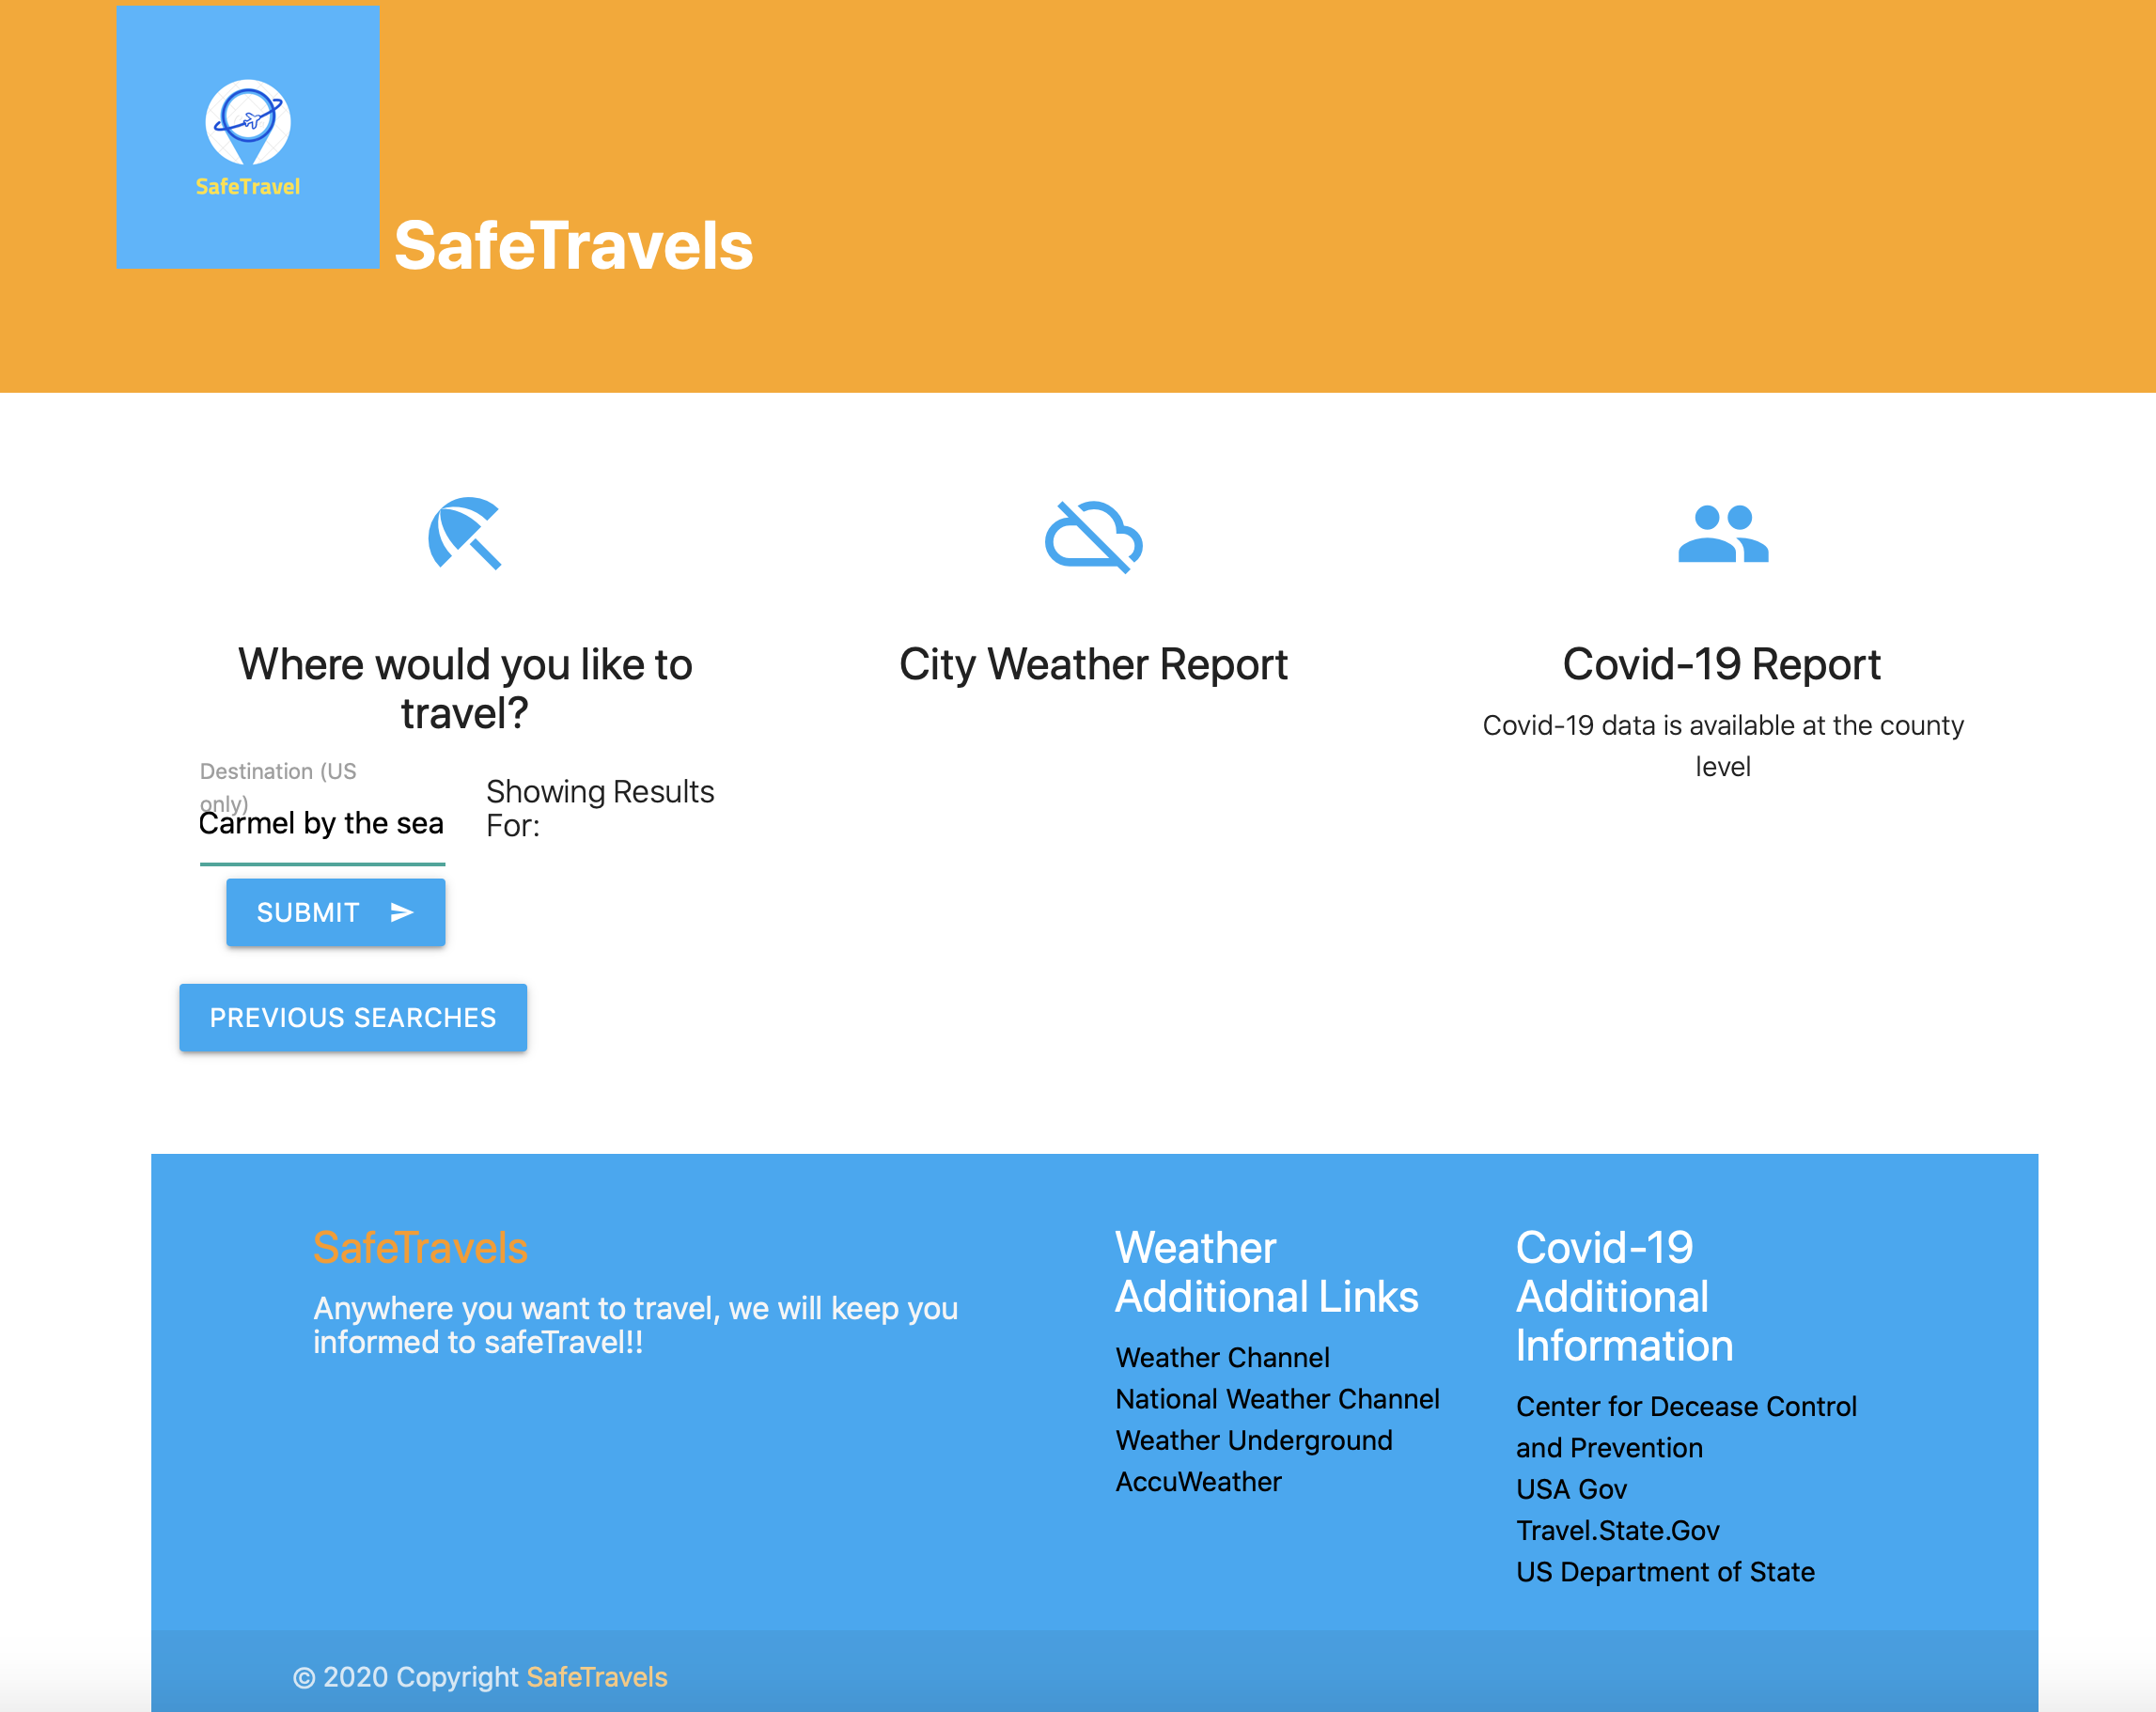 SafeTravel
SafeTravels
Where would you like to
travel?
Destination (US
only)
Carmel by the sea
Showing Results
For:
SUBMIT
PREVIOUS SEARCHES
City Weather Report
Covid-19 Report
Covid-19 data is available at the county
level
SafeTravels
Anywhere you want to travel, we will keep you
informed to safeTravel!!
Weather
Additional Links
Weather Channel
National Weather Channel
Weather Underground
AccuWeather
Covid-19
Additional
Information
Center for Decease Control
and Prevention
USA Gov
Travel.State.Gov
US Department of State
© 2020 Copyright SafeTravels